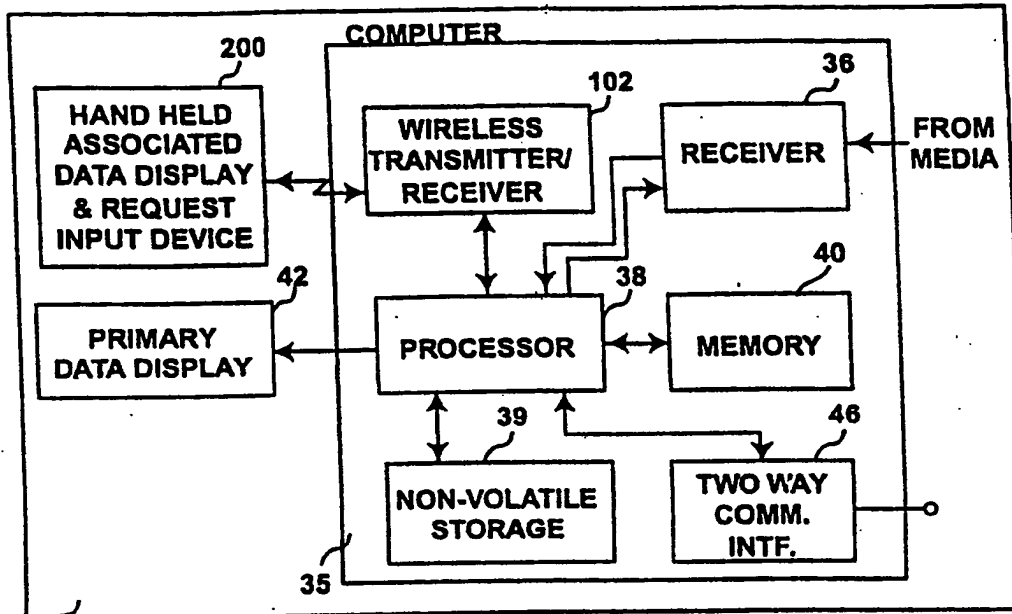 COMPUTER
200
HAND HELD
ASSOCIATED
DATA DISPLAY
& REQUEST
INPUT DEVICE
102
WIRELESS
TRANSMITTER/
RECEIVER
36
RECEIVER
FROM
MEDIA
42
PRIMARY
DATA DISPLAY
38
PROCESSOR
40
MEMORY
39
NON-VOLATILE
STORAGE
46
TWO WAY
COMM.
INTF.
35